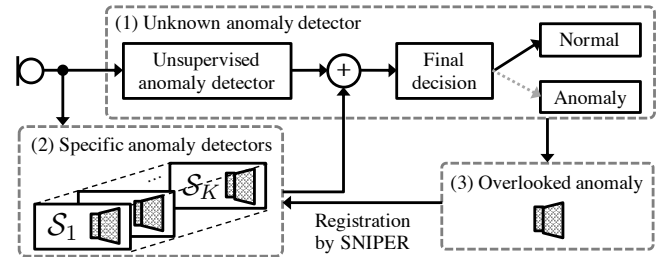 (1) Unknown anomaly detector
Unsupervised
anomaly detector
+
Final
decision
Normal
Anomaly
(2) Specific anomaly detectors
S_K
S_1
(3) Overlooked anomaly
Registration
by SNIPER